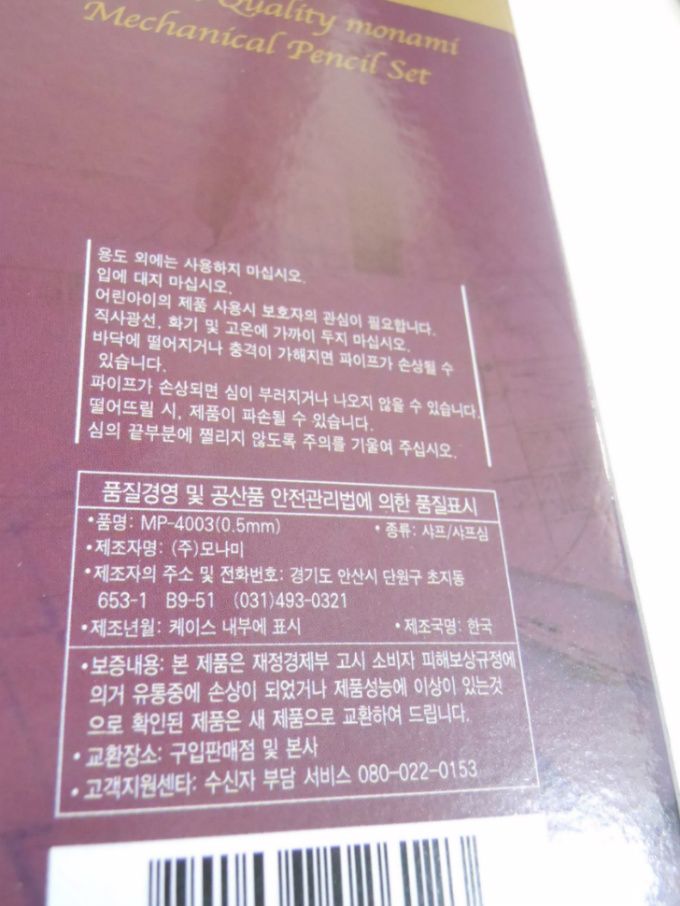 Quality monami
Mechanical Pencil Set
용도 외에는 사용하지 마십시오.
입에 대지 마십시오.
어린아이의 제품 사용시 보호자의 관심이 필요합니다.
직사광선, 화기 및 고온에 가까이 두지 마십시오.
바닥에 떨어지거나 충격이 가해지면 파이프가 손상될 수
있습니다.
파이프가 손상되면 심이 부러지거나 나오지 않을 수 있습니다.
떨어뜨릴 시, 제품이 파손될 수 있습니다.
심의 끝부분에 찔리지 않도록 주의를 기울여 주십시오.
품질경영 및 공산품 안전관리법에 의한 품질표시
•품명: MP-4003(0.5mm) •종류: 샤프/샤프심
•제조자명: (주)모나미
•제조자의 주소 및 전화번호: 경기도 안산시 단원구 초지동
653-1 B9-51 (031)493-0321
•제조년월: 케이스 내부에 표시 •제조국명: 한국
•보증내용: 본 제품은 재정경제부 고시 소비자 피해보상규정에
의거 유통중에 손상이 되었거나 제품성능에 이상이 있는것
으로 확인된 제품은 새 제품으로 교환하여 드립니다.
•교환장소: 구입판매점 및 본사
•고객지원센타: 수신자 부담 서비스 080-022-0153